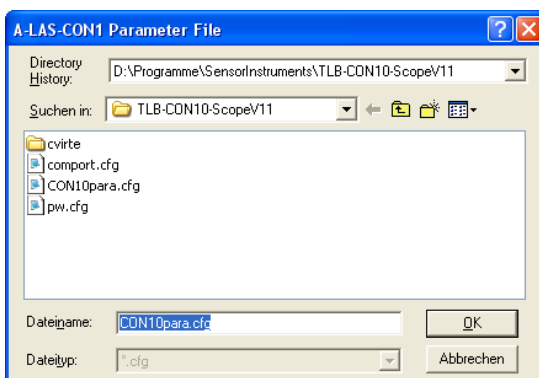 A-LAS-CON1 Parameter File
Directory
History:
D:\Programme\SensorInstruments\TLB-CON10-ScopeV11
Suchen in:
TLB-CON10-ScopeV11
cvirte
comport.cfg
CON10para.cfg
pw.cfg
Dateiname:
CON10para.cfg
OK
Dateityp:
*.cfg
Abbrechen